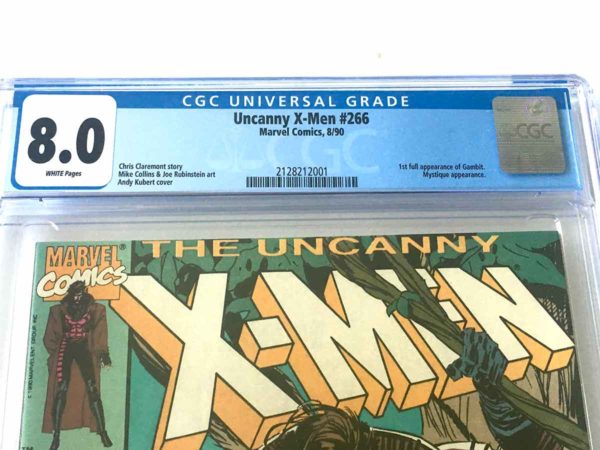 CGC UNIVERSAL GRADE
8.0
WHITE Pages
Uncanny X-Men #266
Marvel Comics, 8/90
Chris Claremont story
Mike Collins & Joe Rubinstein art
Andy Kubert cover
2128212001
1st full appearance of Gambit.
Mystique appearance.
CGC
CGC
MARVEL
COMICS
THE UNCANNY
X-MEN